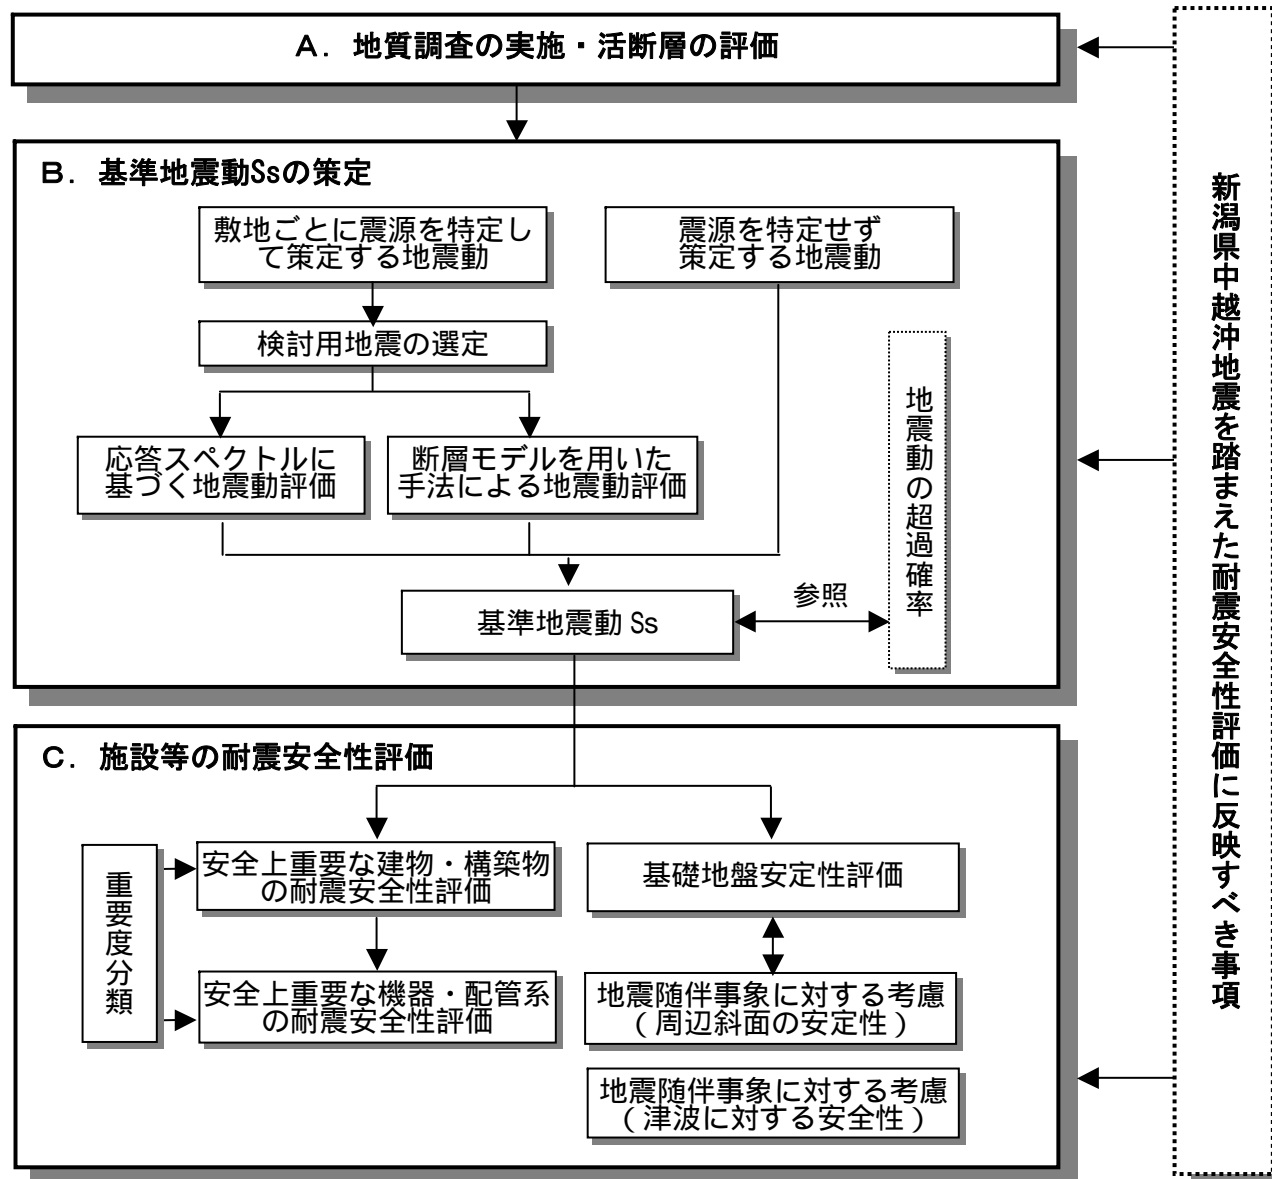 Ａ．地質調査の実施・活断層の評価
Ｂ．基準地震動Ssの策定
敷地ごとに震源を特定し
て策定する地震動
震源を特定せず
策定する地震動
検討用地震の選定
応答スペクトルに
基づく地震動評価
断層モデルを用いた
手法による地震動評価
地震動の超過確率
基準地震動 Ss
参照
Ｃ．施設等の耐震安全性評価
重要度分類
安全上重要な建物・構築物
の耐震安全性評価
基礎地盤安定性評価
安全上重要な機器・配管系
の耐震安全性評価
地震随伴事象に対する考慮
（周辺斜面の安定性）
地震随伴事象に対する考慮
（津波に対する安全性）
新潟県中越沖地震を踏まえた耐震安全性評価に反映すべき事項